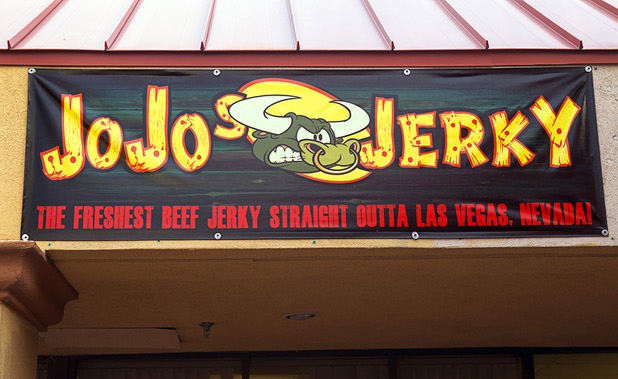 JoJo's JERKY
THE FRESHEST BEEF JERKY STRAIGHT OUTTA LAS VEGAS, NEVADA!